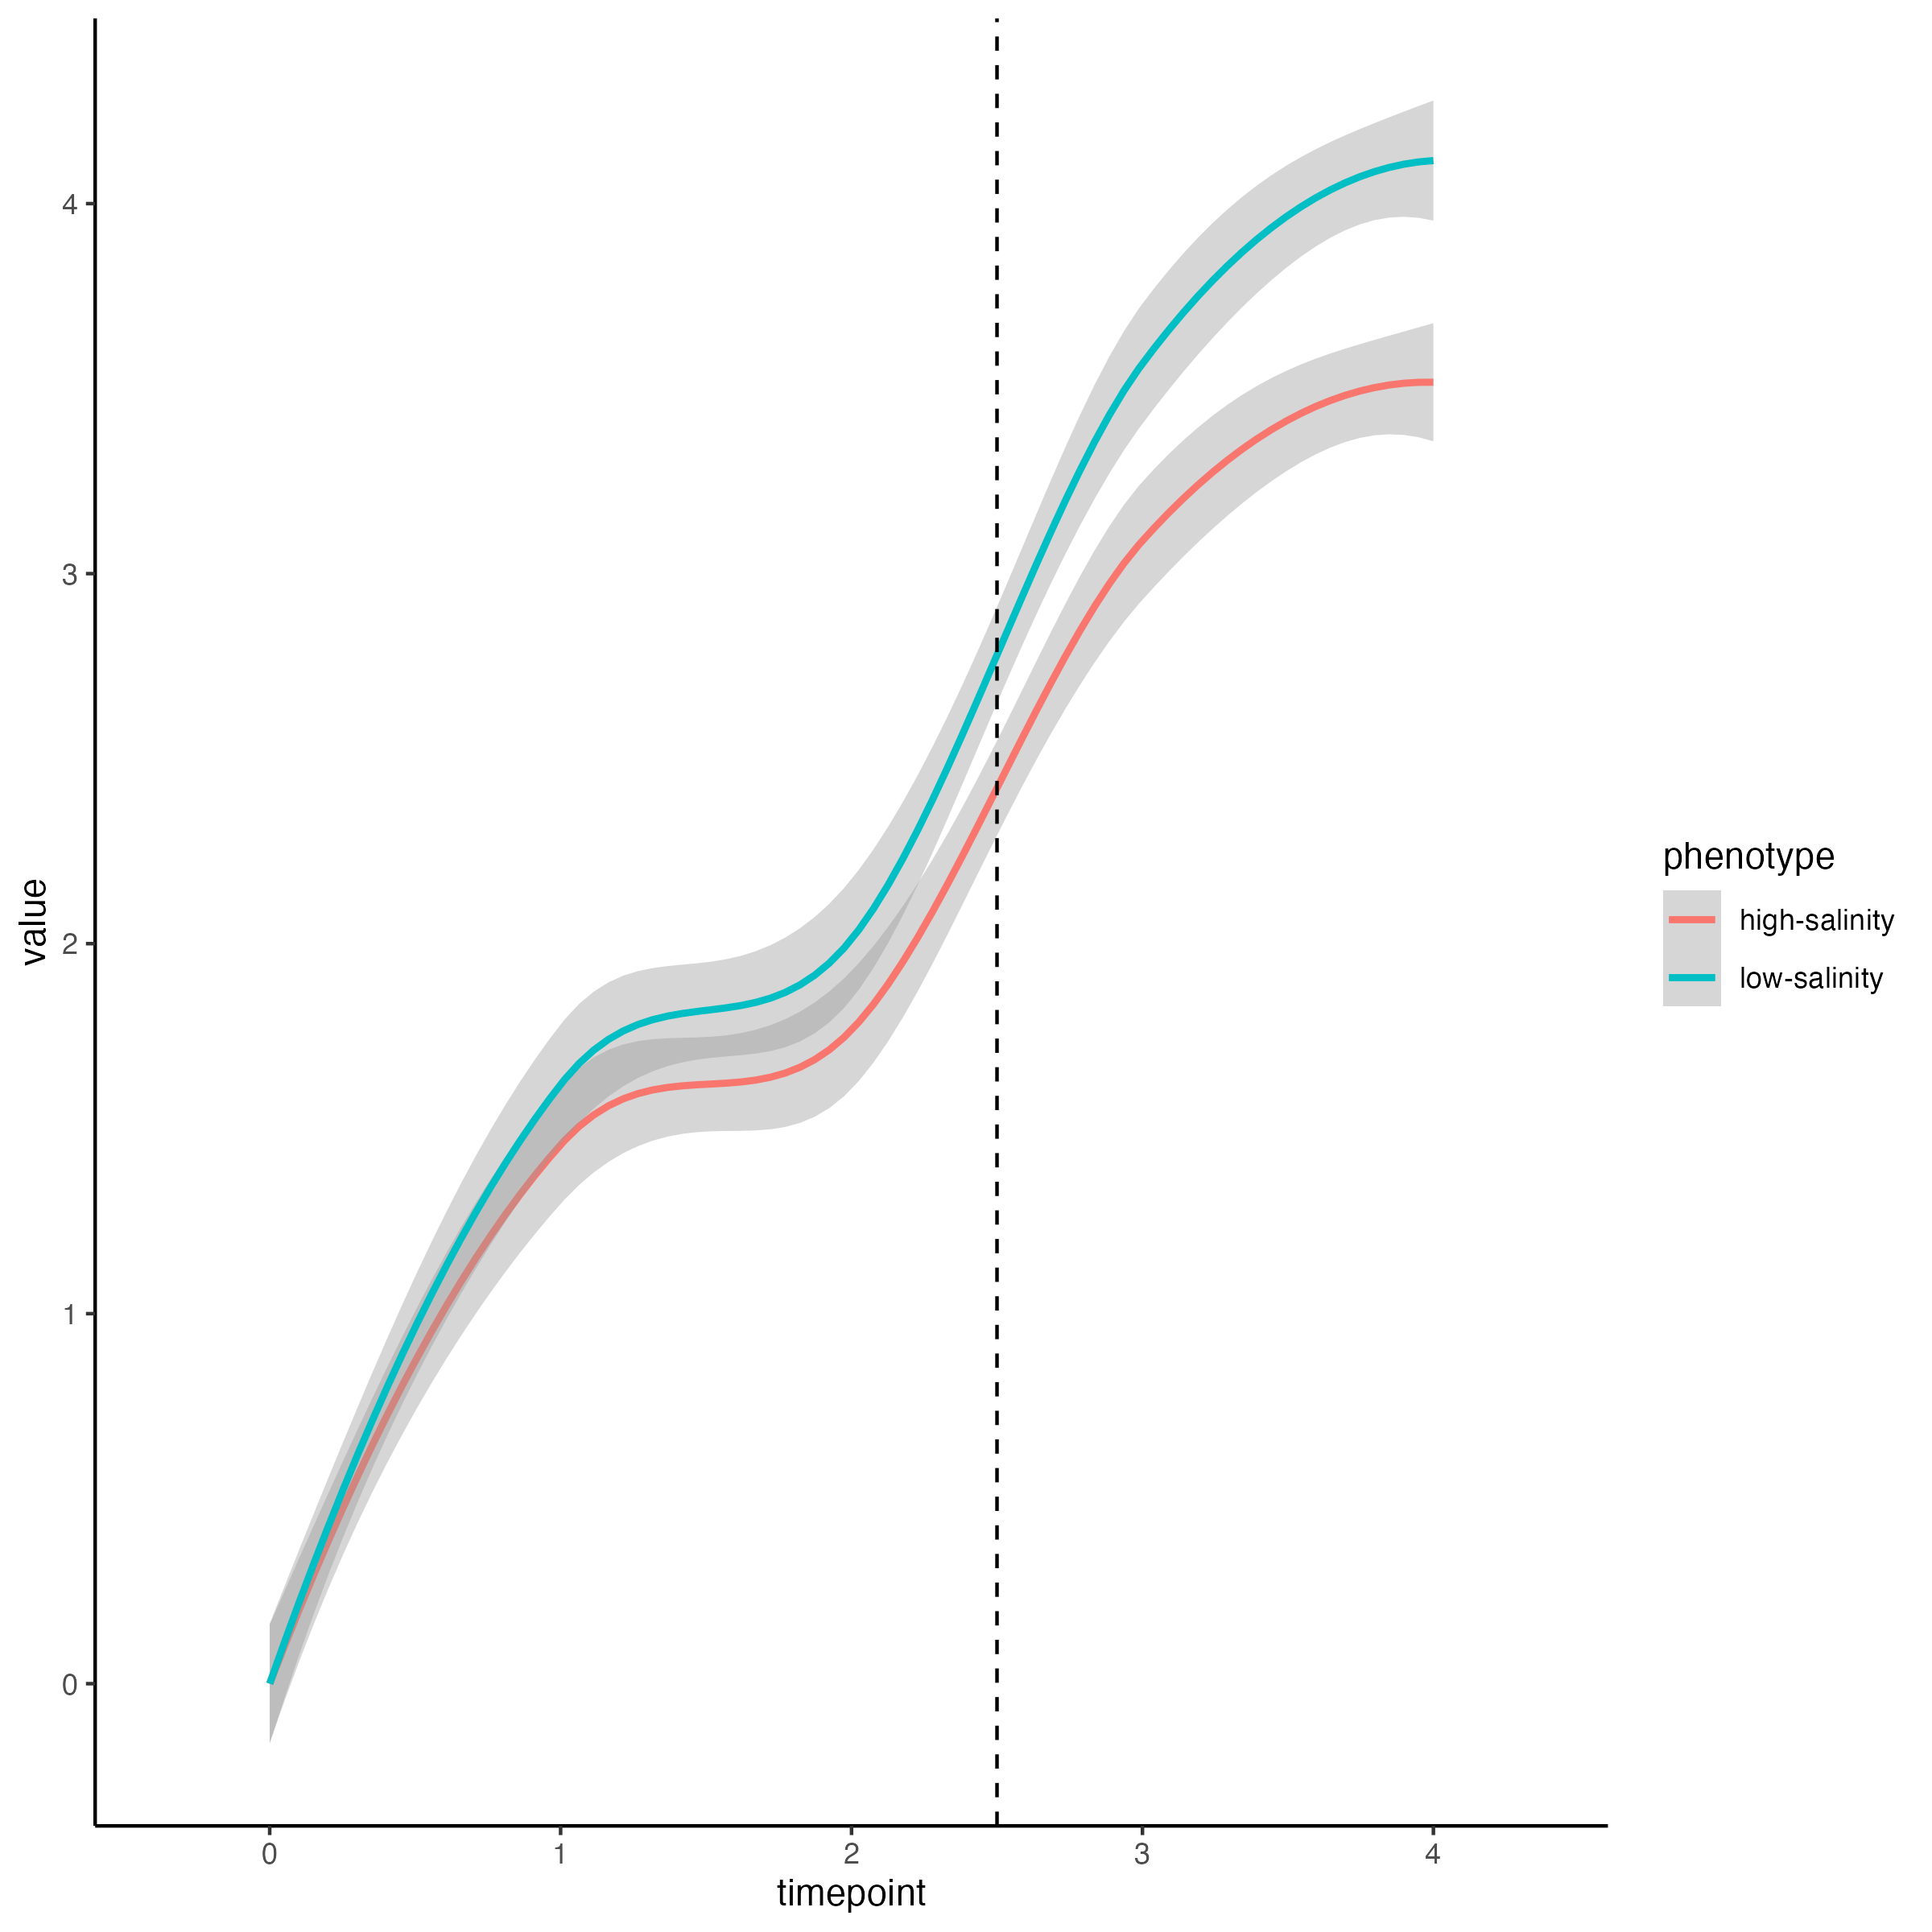 4
3
2
1
0
value
0 1 2 3 4
timepoint
phenotype
high-salinity
low-salinity